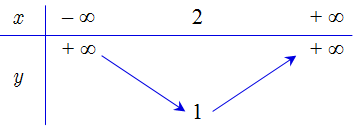 x – ∞ 2 + ∞
+ ∞ + ∞
y
1